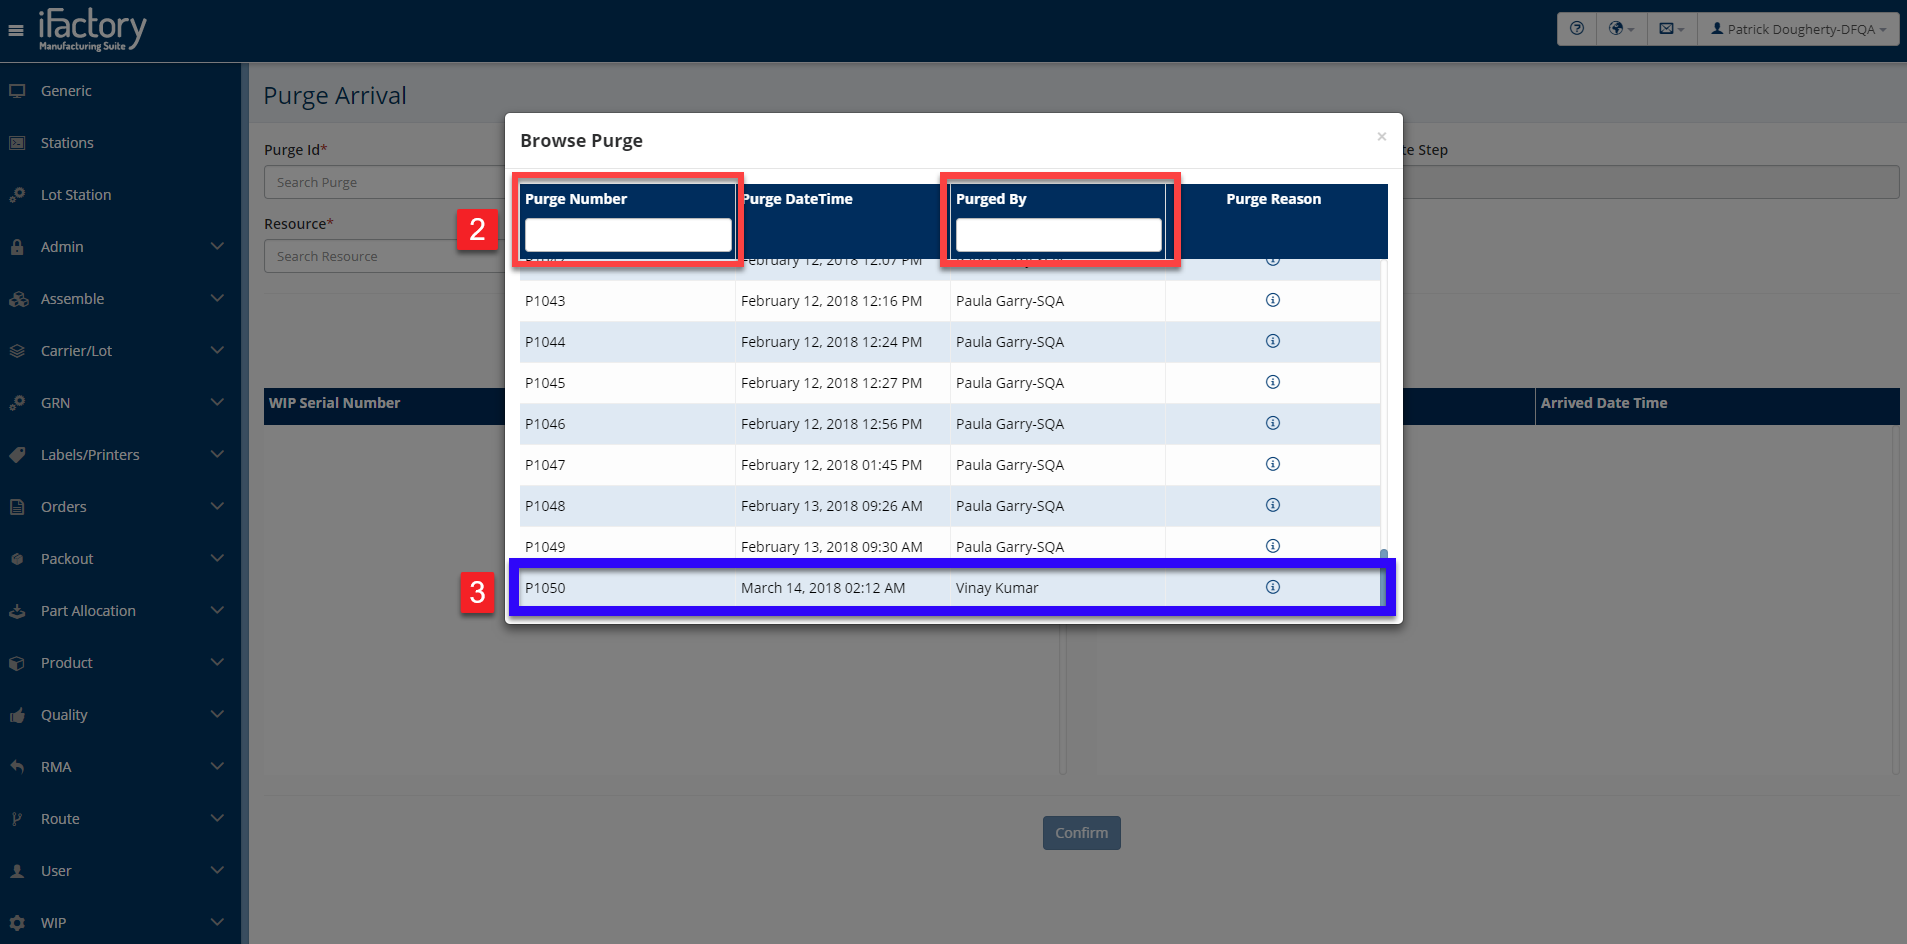 iFactory
Manufacturing Suite
Patrick Dougherty-DFQA
Generic
Stations
Lot Station
Admin
Assemble
Carrier/Lot
GRN
Labels/Printers
Orders
Packout
Part Allocation
Product
Quality
RMA
Route
User
WIP
Purge Arrival
Purge Id*
Search Purge
Resource*
Search Resource
Step
WIP Serial Number
Arrived Date Time
Confirm
Browse Purge
×
2
Purge Number Purge DateTime Purged By Purge Reason
February 12, 2018 12:07 PM
P1043 February 12, 2018 12:16 PM Paula Garry-SQA
P1044 February 12, 2018 12:24 PM Paula Garry-SQA
P1045 February 12, 2018 12:27 PM Paula Garry-SQA
P1046 February 12, 2018 12:56 PM Paula Garry-SQA
P1047 February 12, 2018 01:45 PM Paula Garry-SQA
P1048 February 13, 2018 09:26 AM Paula Garry-SQA
P1049 February 13, 2018 09:30 AM Paula Garry-SQA
3
P1050 March 14, 2018 02:12 AM Vinay Kumar